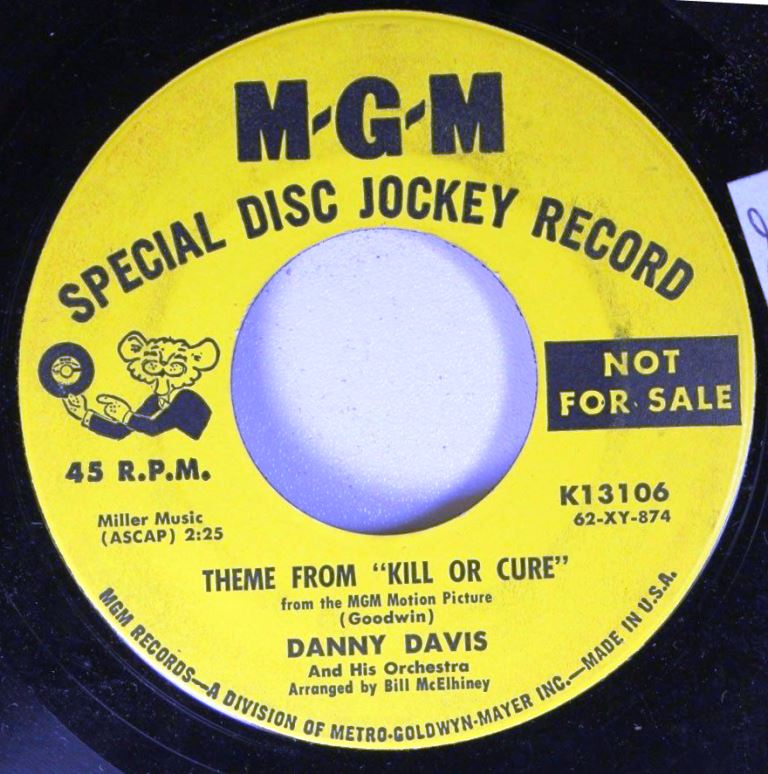 M-G-M
SPECIAL DISC JOCKEY RECORD
NOT
FOR SALE
45 R.P.M.
K13106
62-XY-874
Miller Music
(ASCAP) 2:25
THEME FROM "KILL OR CURE"
from the MGM Motion Picture
(Goodwin)
DANNY DAVIS
And His Orchestra
Arranged by Bill McElhiney
MGM RECORDS—A DIVISION OF METRO-GOLDWYN-MAYER INC.—MADE IN U.S.A.